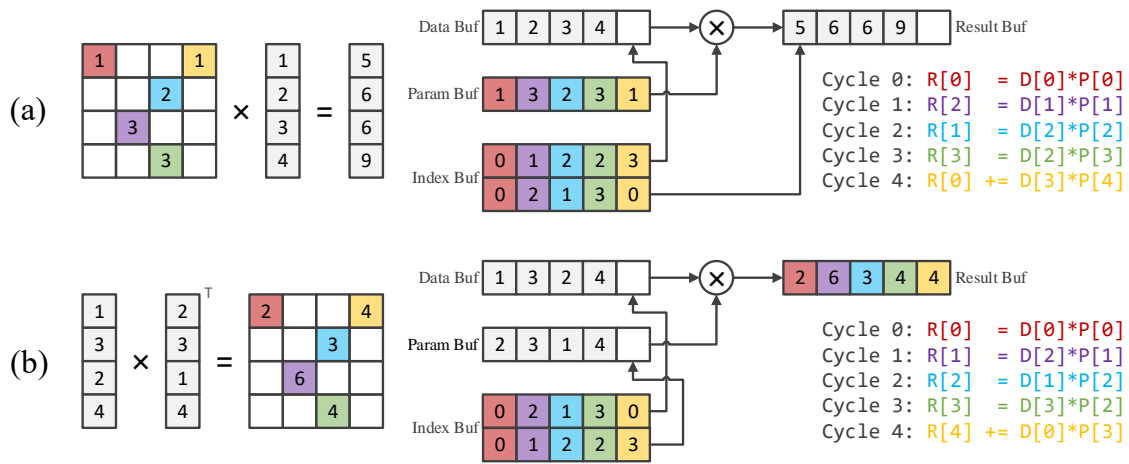 (a)
1 1
2
3
3
×
1
2
3
4
=
5
6
6
9
Data Buf 1 2 3 4
×
5 6 6 9 Result Buf
Param Buf 1 3 2 3 1
Index Buf
0 1 2 2 3
0 2 1 3 0
Cycle 0: R[0] = D[0]*P[0]
Cycle 1: R[2] = D[1]*P[1]
Cycle 2: R[1] = D[2]*P[2]
Cycle 3: R[3] = D[2]*P[3]
Cycle 4: R[0] += D[3]*P[4]
(b)
1
3
2
4
×
2
3
1
4
T
=
2 4
3
6
4
Data Buf 1 3 2 4
×
2 6 3 4 4 Result Buf
Param Buf 2 3 1 4
Index Buf
0 2 1 3 0
0 1 2 2 3
Cycle 0: R[0] = D[0]*P[0]
Cycle 1: R[1] = D[2]*P[1]
Cycle 2: R[2] = D[1]*P[2]
Cycle 3: R[3] = D[3]*P[2]
Cycle 4: R[4] += D[0]*P[3]